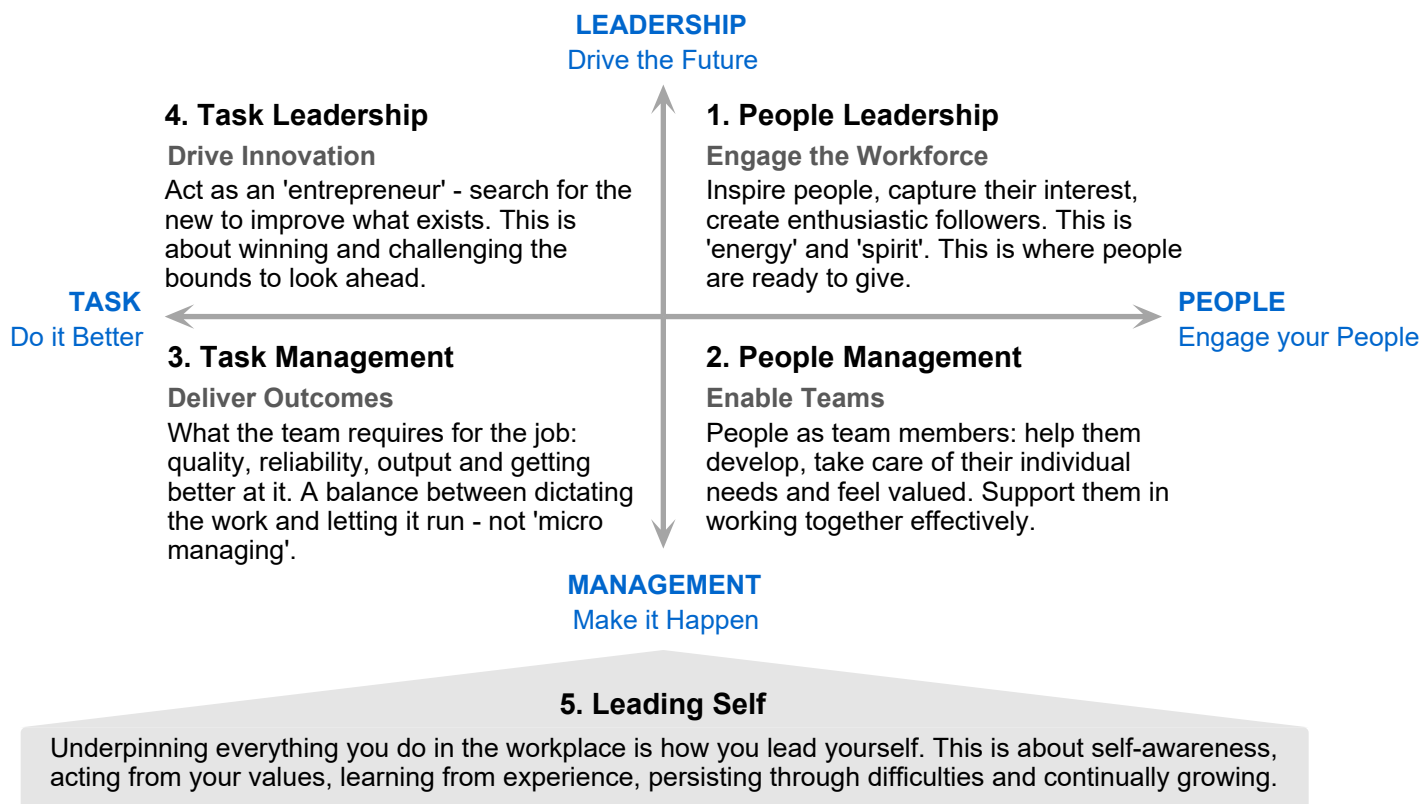 LEADERSHIP
Drive the Future
4. Task Leadership
Drive Innovation
Act as an 'entrepreneur' - search for the
new to improve what exists. This is
about winning and challenging the
bounds to look ahead.
1. People Leadership
Engage the Workforce
Inspire people, capture their interest,
create enthusiastic followers. This is
'energy' and 'spirit'. This is where people
are ready to give.
TASK
Do it Better
PEOPLE
Engage your People
3. Task Management
Deliver Outcomes
What the team requires for the job:
quality, reliability, output and getting
better at it. A balance between dictating
the work and letting it run - not 'micro
managing'.
2. People Management
Enable Teams
People as team members: help them
develop, take care of their individual
needs and feel valued. Support them in
working together effectively.
MANAGEMENT
Make it Happen
5. Leading Self
Underpinning everything you do in the workplace is how you lead yourself. This is about self-awareness,
acting from your values, learning from experience, persisting through difficulties and continually growing.